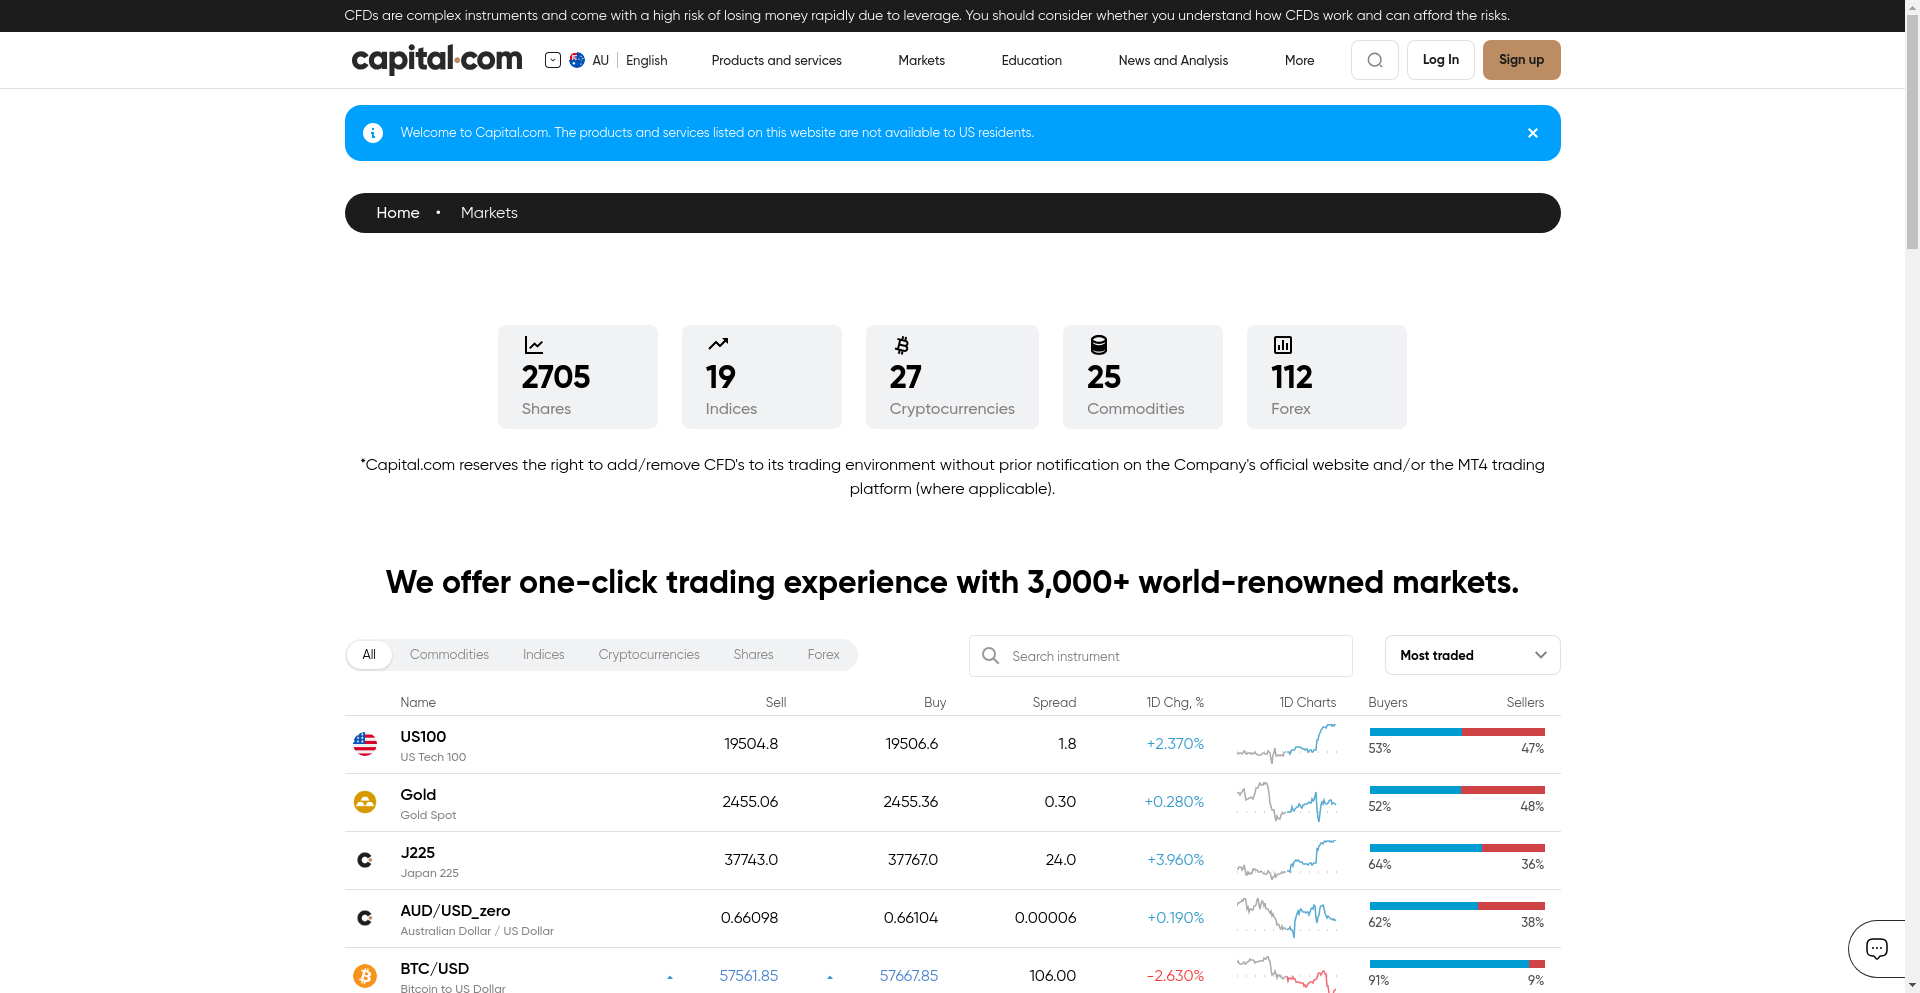 CFDs are complex instruments and come with a high risk of losing money rapidly due to leverage. You should consider whether you understand how CFDs work and can afford the risks.
capital.com AU English Products and services Markets Education News and Analysis More Log In Sign up
Welcome to Capital.com. The products and services listed on this website are not available to US residents.
Home • Markets
2705 19 27 25 112
Shares Indices Cryptocurrencies Commodities Forex
*Capital.com reserves the right to add/remove CFD's to its trading environment without prior notification on the Company's official website and/or the MT4 trading
platform (where applicable).
We offer one-click trading experience with 3,000+ world-renowned markets.
All Commodities Indices Cryptocurrencies Shares Forex Search instrument Most traded
Name Sell Buy Spread 1D Chg, % 1D Charts Buyers Sellers
US100 19504.8 19506.6 1.8 +2.370% 53% 47%
US Tech 100
Gold 2455.06 2455.36 0.30 +0.280% 52% 48%
Gold Spot
J225 37743.0 37767.0 24.0 +3.960% 64% 36%
Japan 225
AUD/USD_zero 0.66098 0.66104 0.00006 +0.190% 62% 38%
Australian Dollar / US Dollar
BTC/USD 57561.85 57667.85 106.00 -2.630% 91% 9%
Bitcoin to US Dollar